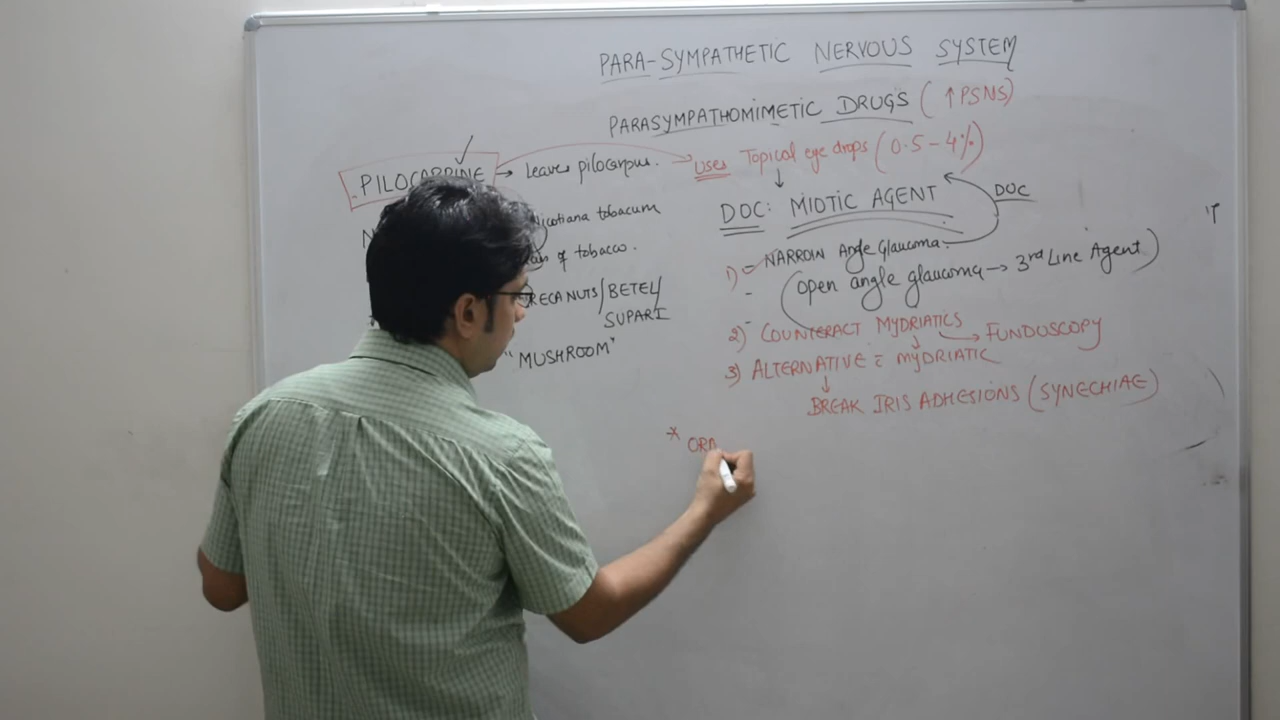 PARA-SYMPATHETIC NERVOUS SYSTEM
PARASYMPATHOMIMETIC DRUGS (↑PSNS)
PILOCARPINE → Leaves pilocarpus.
Nicotiana tobacum
of tobacco.
ARECA NUTS/BETEL/
SUPARI
"MUSHROOM"
Uses Topical eye drops (0.5-4%)
↓
DOC: MIOTIC AGENT
DOC
1) - NARROW Angle Glaucoma.
- (Open angle glaucoma → 3rd Line Agent)
-
2) COUNTERACT MYDRIATICS → FUNDOSCOPY
3) ALTERNATIVE c̄ MYDRIATIC
↓
BREAK IRIS ADHESIONS (SYNECHIAE)
* ORA